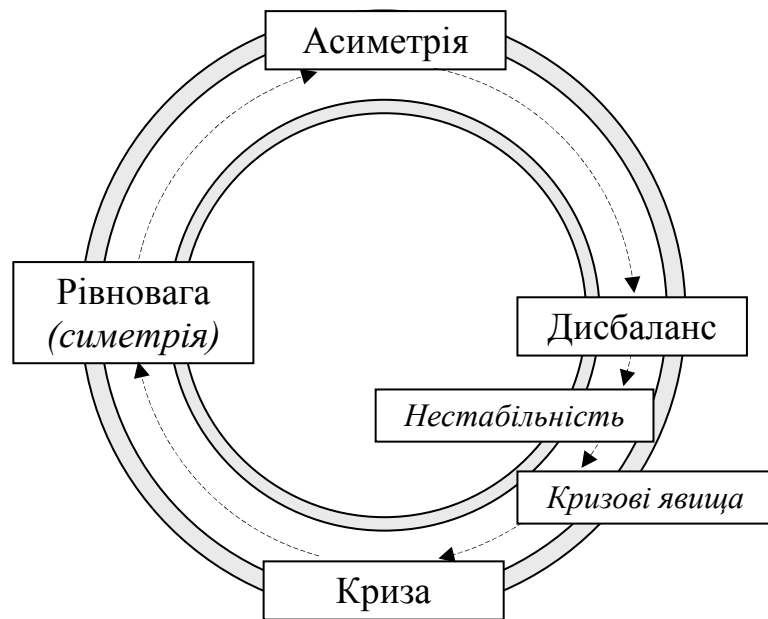 Асиметрія
Рівновага
(симетрія)
Дисбаланс
Нестабільність
Кризові явища
Криза